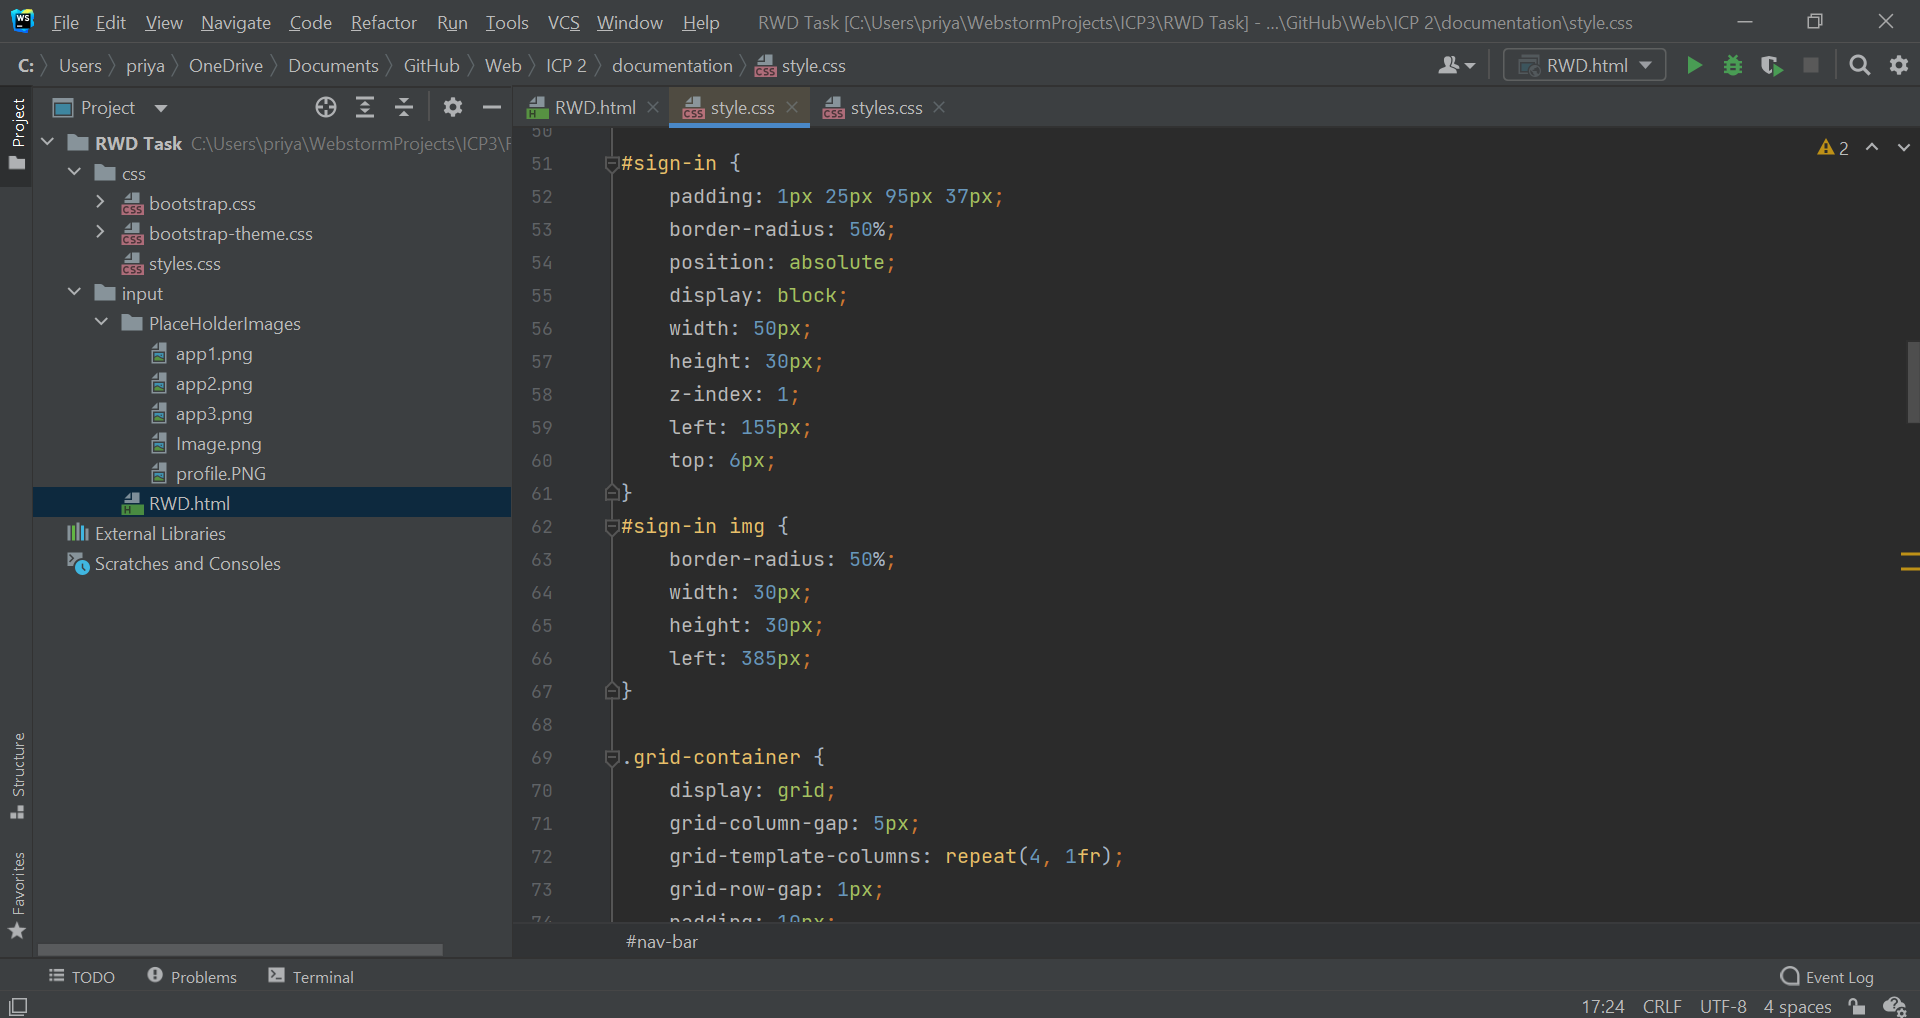 WS File Edit View Navigate Code Refactor Run Tools VCS Window Help RWD Task [C:\Users\priya\WebstormProjects\ICP3\RWD Task] - ...\GitHub\Web\ICP 2\documentation\style.css
C: Users priya OneDrive Documents GitHub Web ICP 2 documentation style.css RWD.html
Project
Project
RWD.html style.css styles.css
RWD Task C:\Users\priya\WebstormProjects\ICP3\
css
bootstrap.css
bootstrap-theme.css
styles.css
input
PlaceHolderImages
app1.png
app2.png
app3.png
Image.png
profile.PNG
RWD.html
External Libraries
Scratches and Consoles
Structure
Favorites
2
50
51 #sign-in {
52 padding: 1px 25px 95px 37px;
53 border-radius: 50%;
54 position: absolute;
55 display: block;
56 width: 50px;
57 height: 30px;
58 z-index: 1;
59 left: 155px;
60 top: 6px;
61 }
62 #sign-in img {
63 border-radius: 50%;
64 width: 30px;
65 height: 30px;
66 left: 385px;
67 }
68
69 .grid-container {
70 display: grid;
71 grid-column-gap: 5px;
72 grid-template-columns: repeat(4, 1fr);
73 grid-row-gap: 1px;
74 padding: 10px;
#nav-bar
TODO Problems Terminal Event Log
17:24 CRLF UTF-8 4 spaces